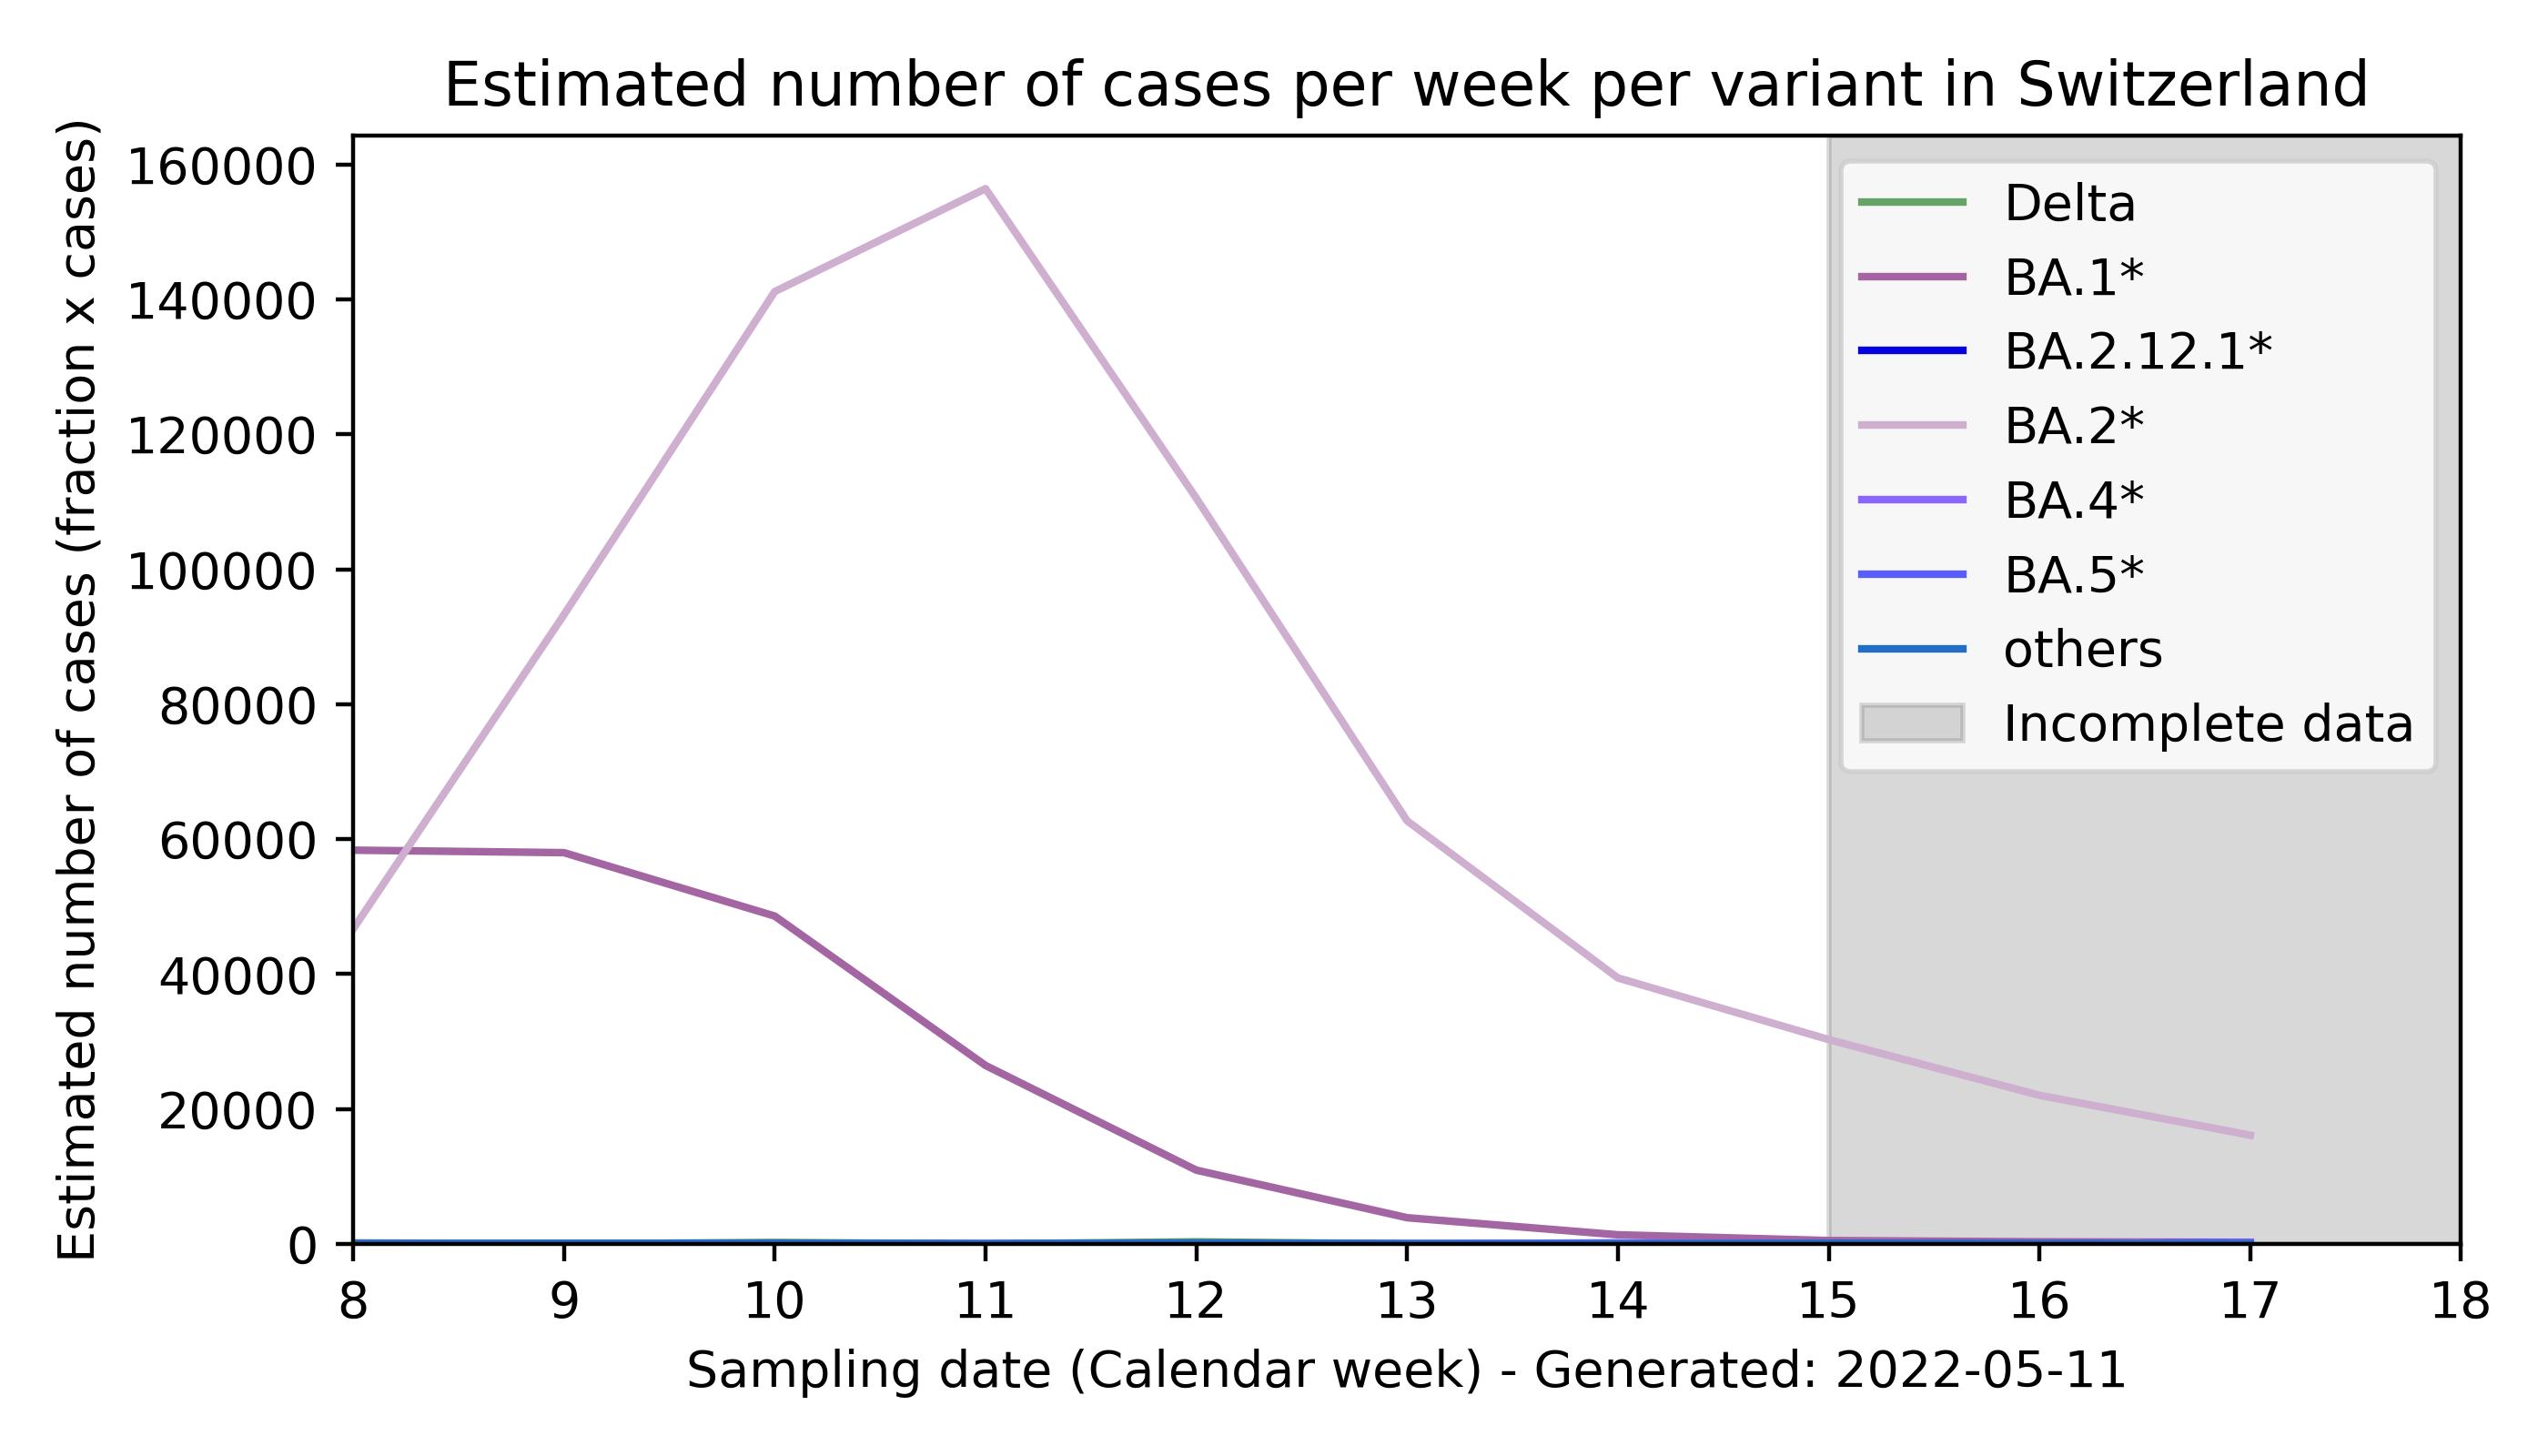 Estimated number of cases per week per variant in Switzerland
Estimated number of cases (fraction x cases)
160000
140000
120000
100000
80000
60000
40000
20000
0
Delta
BA.1*
BA.2.12.1*
BA.2*
BA.4*
BA.5*
others
Incomplete data
8 9 10 11 12 13 14 15 16 17 18
Sampling date (Calendar week) - Generated: 2022-05-11